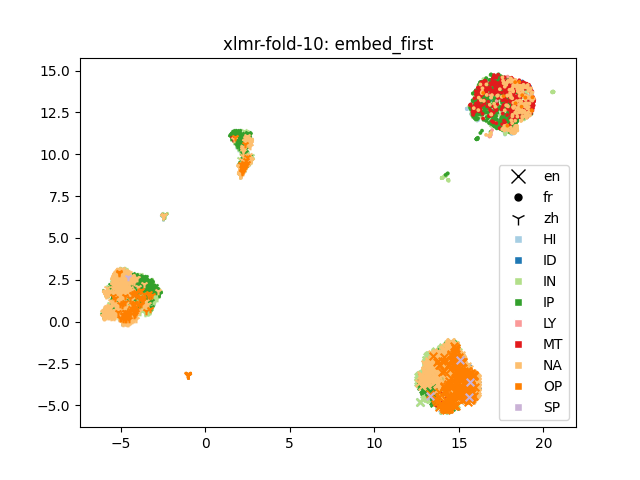 xlmr-fold-10: embed_first
15.0
12.5
10.0
7.5
5.0
2.5
0.0
−2.5
−5.0
−5
0
5
10
15
20
en
fr
zh
HI
ID
IN
IP
LY
MT
NA
OP
SP